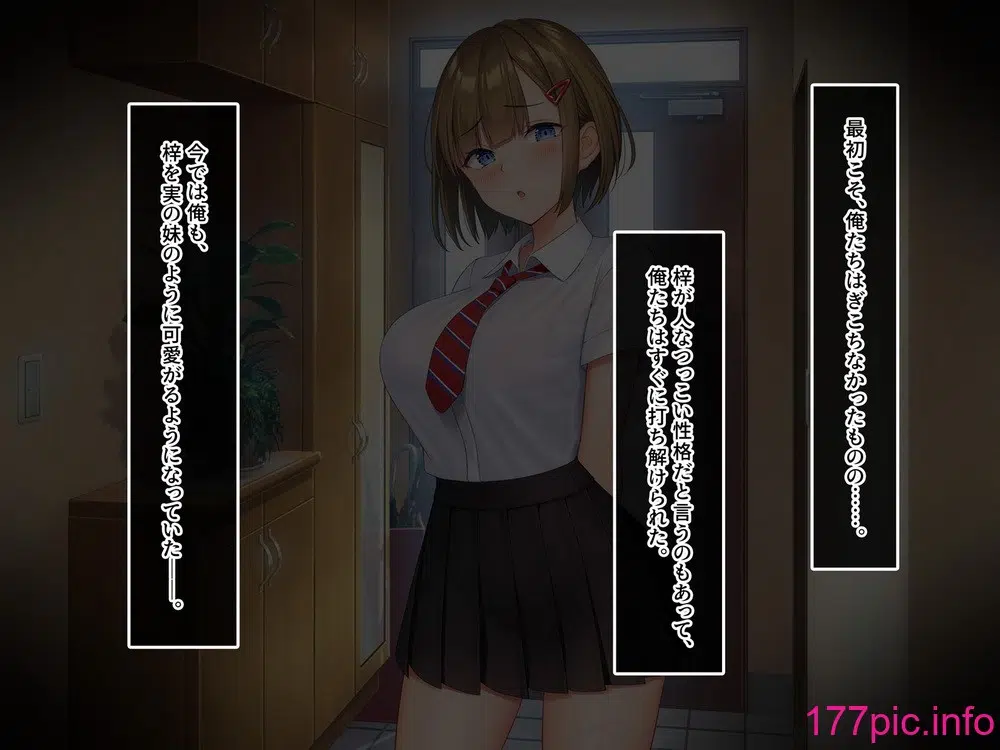 最初こそ、俺たちはぎこちなかったものの……。
梓が人なつっこい性格だと言うのもあって、
俺たちはすぐに打ち解けられた。
今では俺も、
梓を実の妹のように可愛がるようになっていた――。
177pic.info